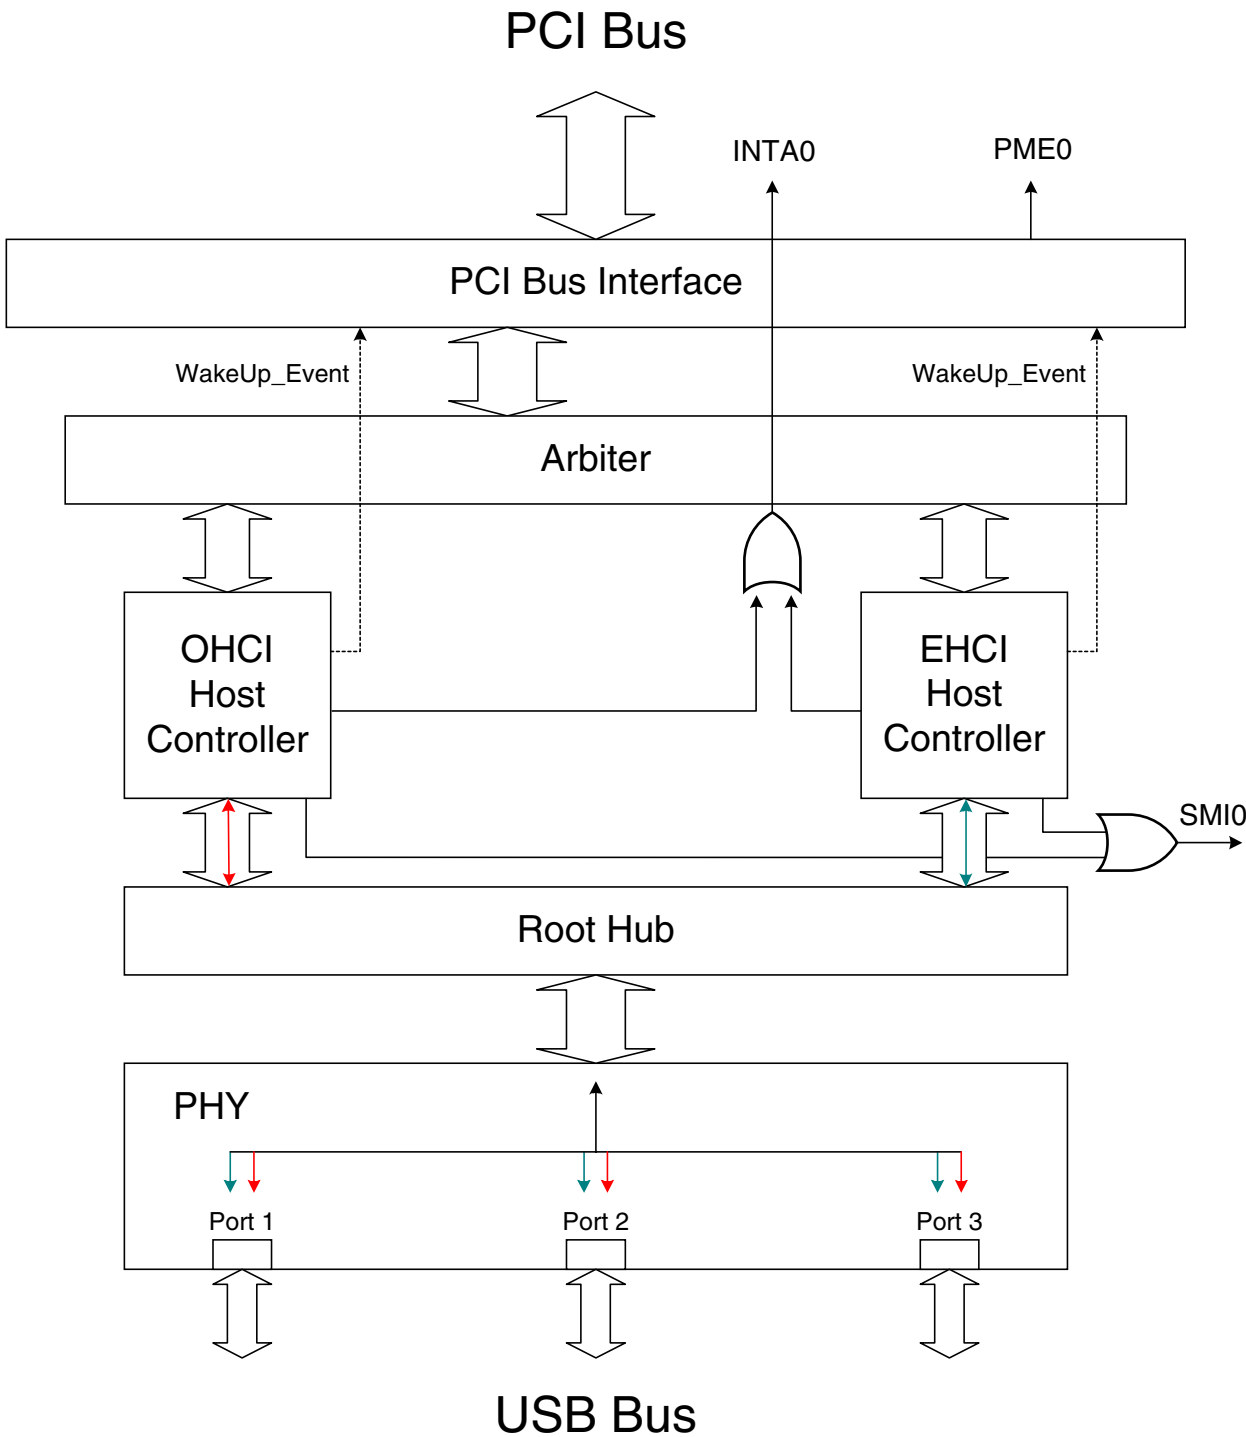 PCI Bus
INTA0
PME0
PCI Bus Interface
WakeUp_Event
WakeUp_Event
Arbiter
OHCI
Host
Controller
EHCI
Host
Controller
SMI0
Root Hub
PHY
Port 1
Port 2
Port 3
USB Bus